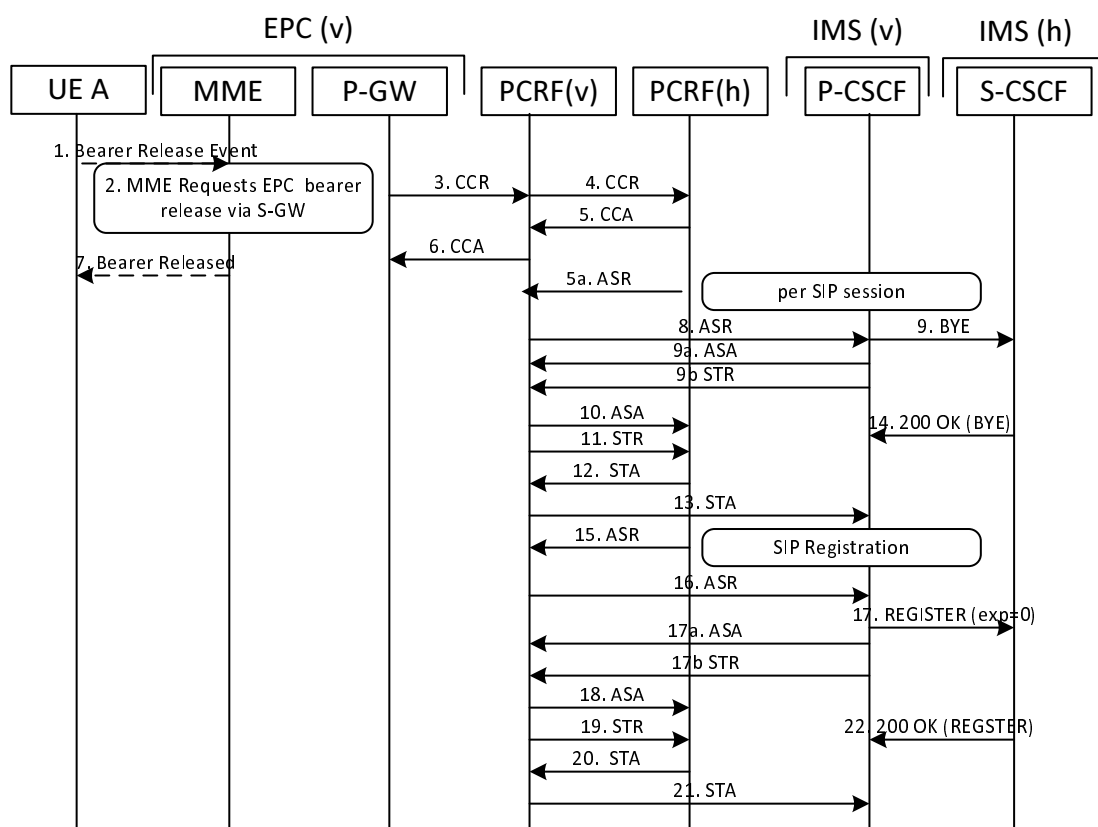 EPC (v)
IMS (v)
IMS (h)
UE A
MME
P-GW
PCRF(v)
PCRF(h)
P-CSCF
S-CSCF
1. Bearer Release Event
2. MME Requests EPC bearer
release via S-GW
3. CCR
4. CCR
5. CCA
6. CCA
7. Bearer Released
5a. ASR
per SIP session
8. ASR
9. BYE
9a. ASA
9b STR
10. ASA
14. 200 OK (BYE)
11. STR
12. STA
13. STA
15. ASR
SIP Registration
16. ASR
17. REGISTER (exp=0)
17a. ASA
17b STR
18. ASA
19. STR
22. 200 OK (REGSTER)
20. STA
21. STA